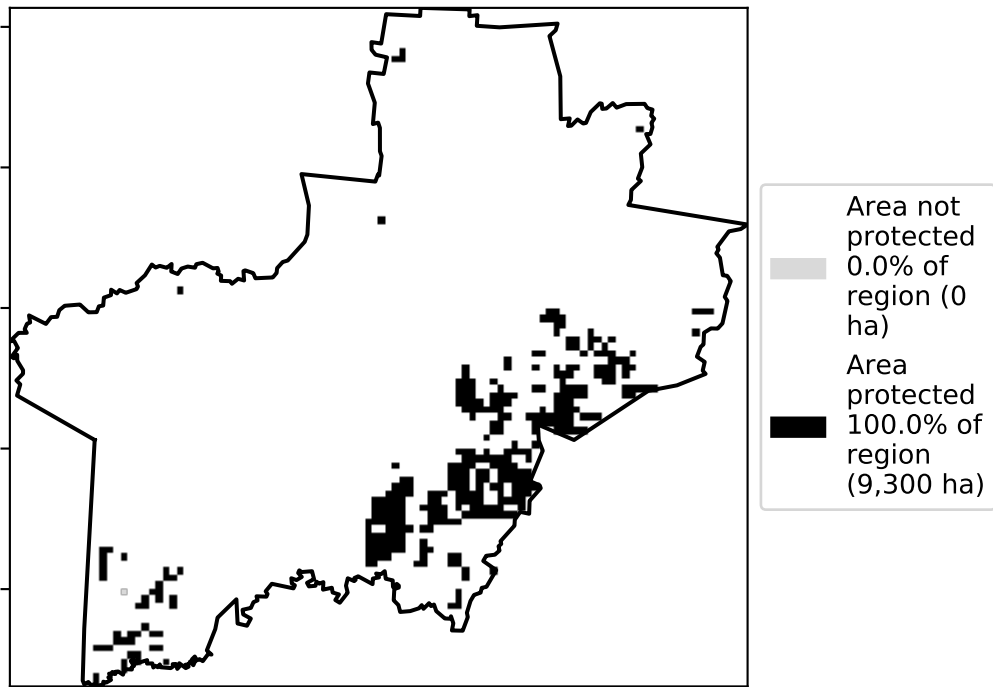 Area not
protected
0.0% of
region (0
ha)
Area
protected
100.0% of
region
(9,300 ha)